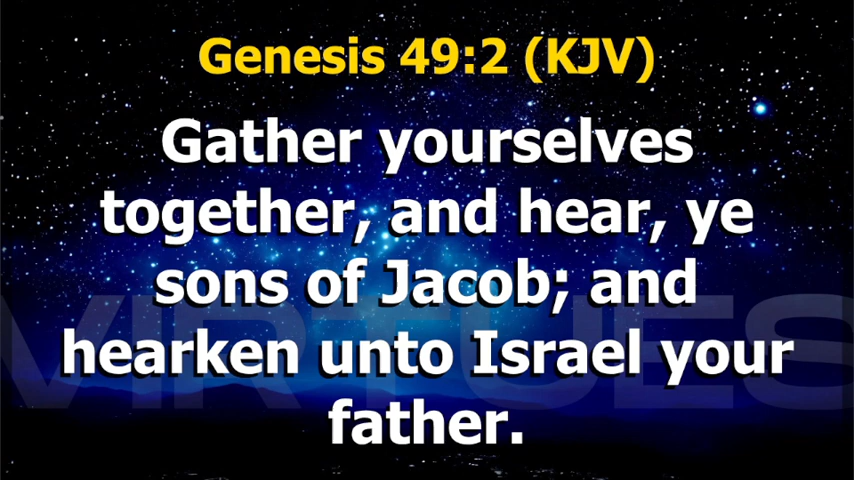 Genesis 49:2 (KJV)
Gather yourselves
together, and hear, ye
sons of Jacob; and
hearken unto Israel your
father.
VIRTUES